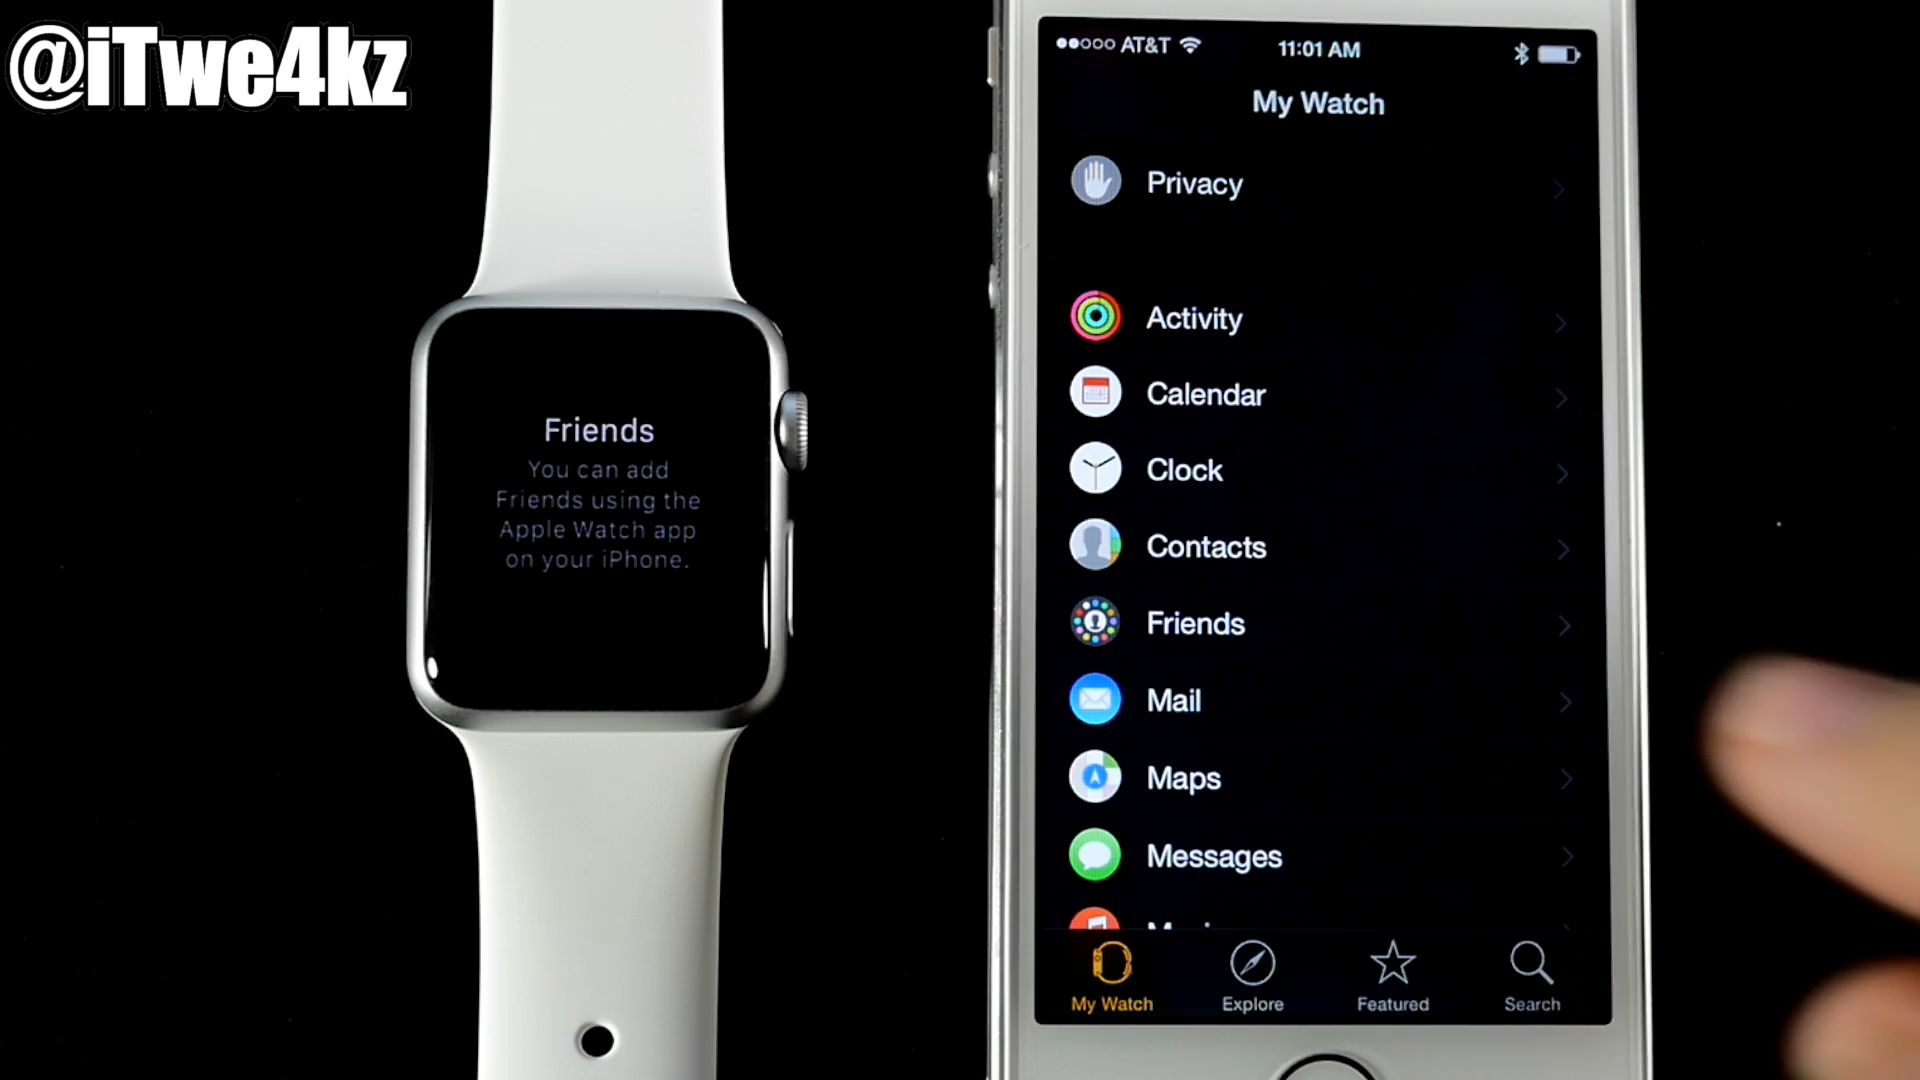 @iTwe4kz
Friends
You can add
Friends using the
Apple Watch app
on your iPhone.
AT&T 11:01 AM
My Watch
Privacy
Activity
Calendar
Clock
Contacts
Friends
Mail
Maps
Messages
My Watch Explore Featured Search